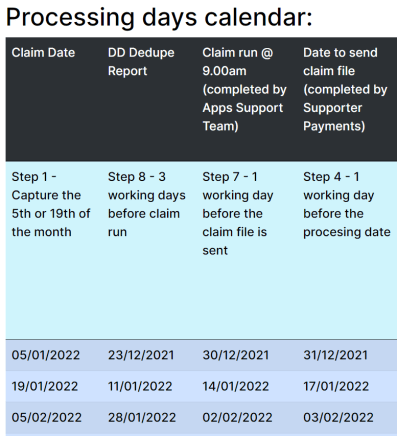 Processing days calendar:
Claim Date
DD Dedupe
Report
Claim run @
9.00am
(completed by
Apps Support
Team)
Date to send
claim file
(completed by
Supporter
Payments)
Step 1 -
Capture the
5th or 19th of
the month
Step 8 - 3
working days
before claim
run
Step 7 - 1
working day
before the
claim file is
sent
Step 4 - 1
working day
before the
procesing date
05/01/2022 23/12/2021 30/12/2021 31/12/2021
19/01/2022 11/01/2022 14/01/2022 17/01/2022
05/02/2022 28/01/2022 02/02/2022 03/02/2022